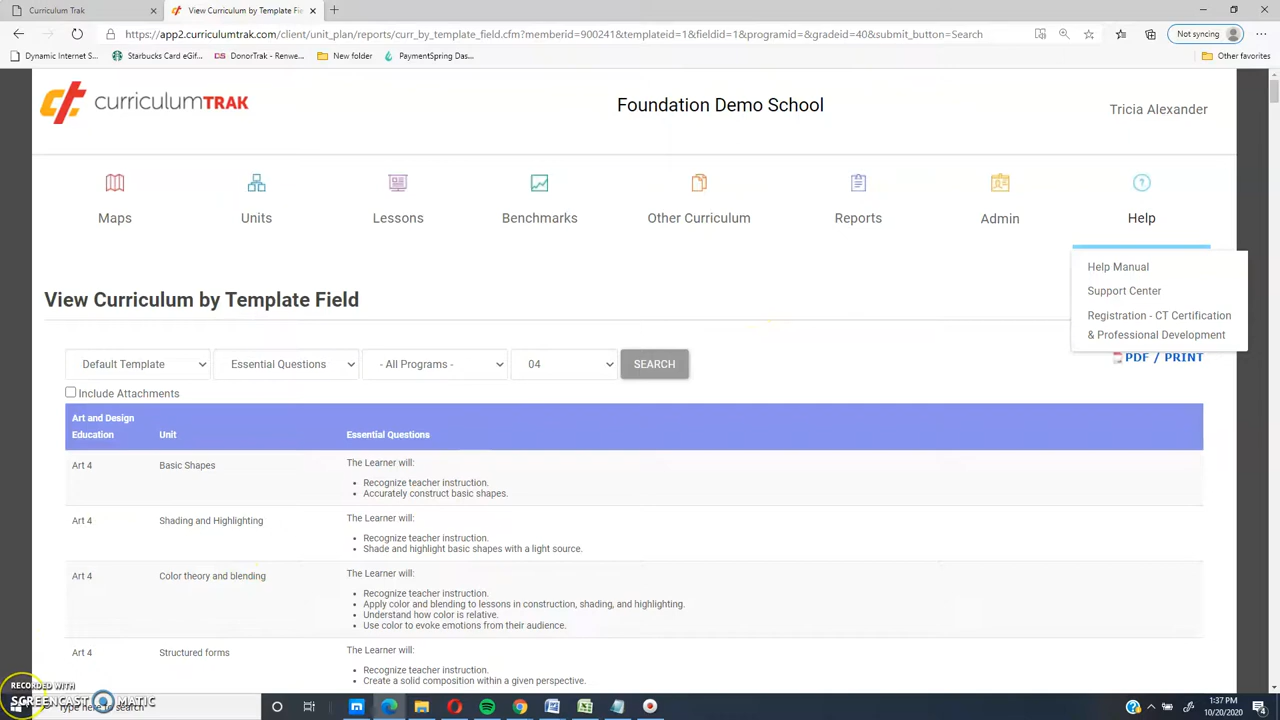 Curriculum Trak
View Curriculum by Template Fiel
https://app2.curriculumtrak.com/client/unit_plan/reports/curr_by_template_field.cfm?memberid=900241&templateid=1&fieldid=1&programid=&gradeid=40&submit_button=Search
Not syncing
Dynamic Internet S...
Starbucks Card eGif...
DonorTrak - Renwe...
New folder
PaymentSpring Das...
Other favorites
ct curriculumTRAK
Foundation Demo School
Tricia Alexander
Maps
Units
Lessons
Benchmarks
Other Curriculum
Reports
Admin
Help
Help Manual
Support Center
Registration - CT Certification
& Professional Development
View Curriculum by Template Field
PDF / PRINT
Default Template
Essential Questions
- All Programs -
04
SEARCH
Include Attachments
Art and Design
Education
Unit
Essential Questions
Art 4
Basic Shapes
The Learner will:
• Recognize teacher instruction.
• Accurately construct basic shapes.
Art 4
Shading and Highlighting
The Learner will:
• Recognize teacher instruction.
• Shade and highlight basic shapes with a light source.
Art 4
Color theory and blending
The Learner will:
• Recognize teacher instruction.
• Apply color and blending to lessons in construction, shading, and highlighting.
• Understand how color is relative.
• Use color to evoke emotions from their audience.
Art 4
Structured forms
The Learner will:
• Recognize teacher instruction.
• Create a solid composition within a given perspective.
RECORDED WITH
SCREENCAST MATIC
Type here to search
1:37 PM
10/20/2020
4